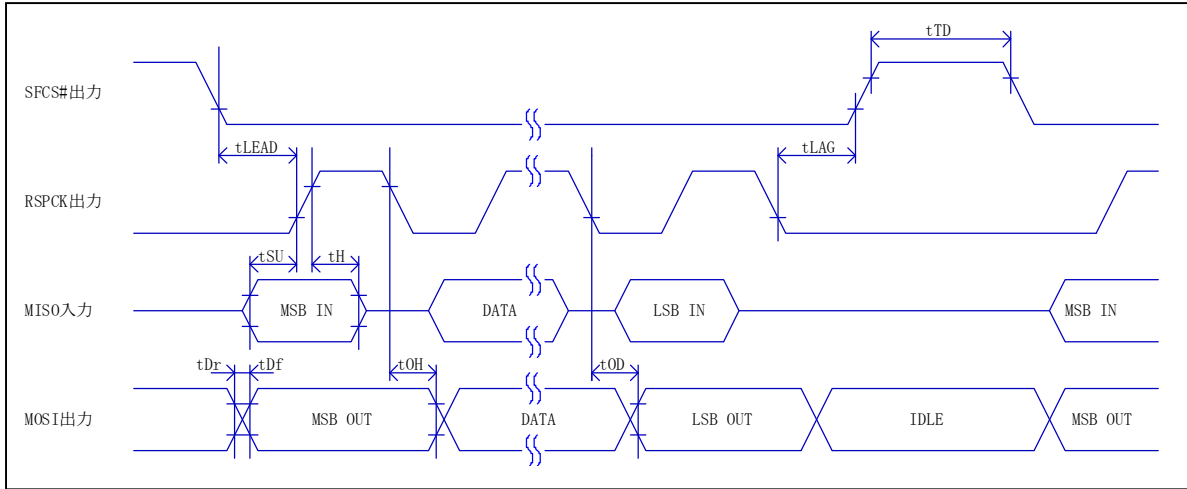 tTD
SFCS#出力
tLEAD
tLAG
RSPCK出力
tSU
tH
MISO入力
MSB IN
DATA
LSB IN
MSB IN
tDr
tDf
tOH
tOD
MOSI出力
MSB OUT
DATA
LSB OUT
IDLE
MSB OUT